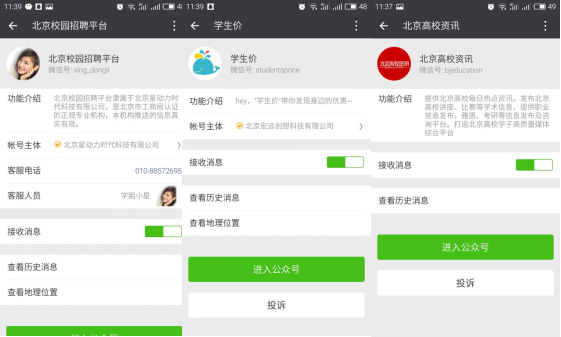 11:39
北京校园招聘平台
北京校园招聘平台
微信号: xing_dongli
功能介绍
北京校园招聘平台隶属于北京星动力时
代科技有限公司。是北京市工商局认证
的正规专业机构。本机构推送的信息真
实有效。
帐号主体
北京星动力时代科技有限公司
客服电话
010-88572695
客服人员
学姐小星
接收消息
查看历史消息
查看地理位置
11:39
48
学生价
学生价
微信号: studentsprice
功能介绍
hey，"学生价"带你发现身边的优惠~
帐号主体
北京宏远创想科技有限公司
接收消息
查看历史消息
查看地理位置
进入公众号
投诉
11:37
49
北京高校资讯
北京高校资讯
北京高校资讯
微信号: bjeducation
功能介绍
提供北京高校每日热点资讯。发布北京
高校讲座、比赛等学术信息，提供职业
信息发布，雅思、考研等信息发布及咨
询平台。打造北京高校学子高质量媒体
综合平台
接收消息
查看历史消息
进入公众号
投诉